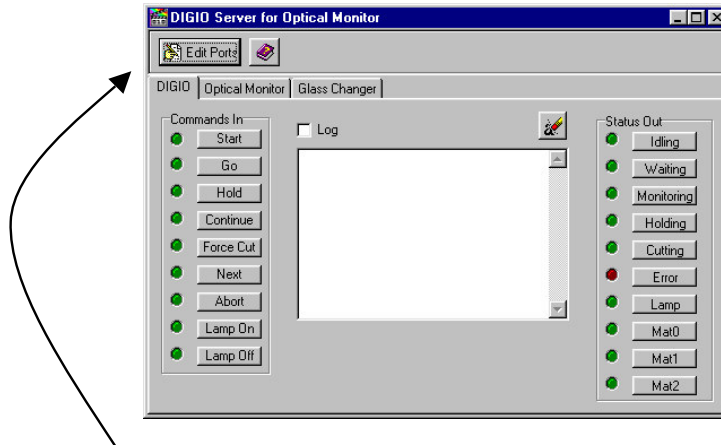 DIGIO Server for Optical Monitor
Edit Ports
DIGIO Optical Monitor Glass Changer
Commands In
Start
Go
Hold
Continue
Force Cut
Next
Abort
Lamp On
Lamp Off
Log
Status Out
Idling
Waiting
Monitoring
Holding
Cutting
Error
Lamp
Mat0
Mat1
Mat2